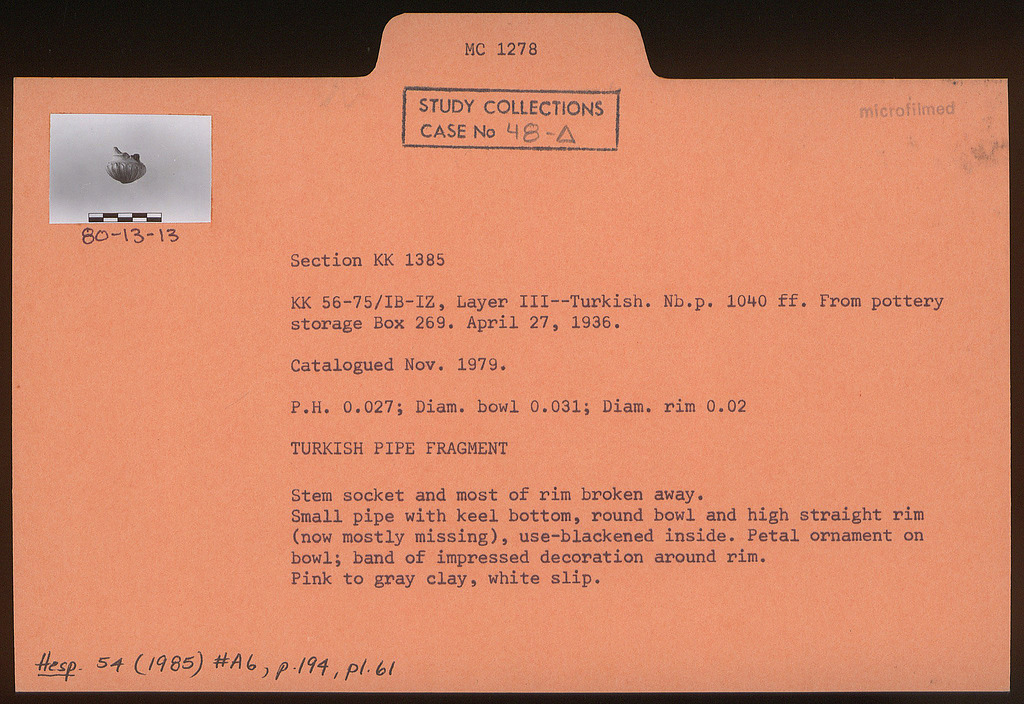 MC 1278
STUDY COLLECTIONS
CASE No 48-Δ
microfilmed
80-13-13
Section KK 1385
KK 56-75/IB-IZ, Layer III--Turkish. Nb.p. 1040 ff. From pottery
storage Box 269. April 27, 1936.
Catalogued Nov. 1979.
P.H. 0.027; Diam. bowl 0.031; Diam. rim 0.02
TURKISH PIPE FRAGMENT
Stem socket and most of rim broken away.
Small pipe with keel bottom, round bowl and high straight rim
(now mostly missing), use-blackened inside. Petal ornament on
bowl; band of impressed decoration around rim.
Pink to gray clay, white slip.
Hesp. 54 (1985) #A6, p.194, pl.61